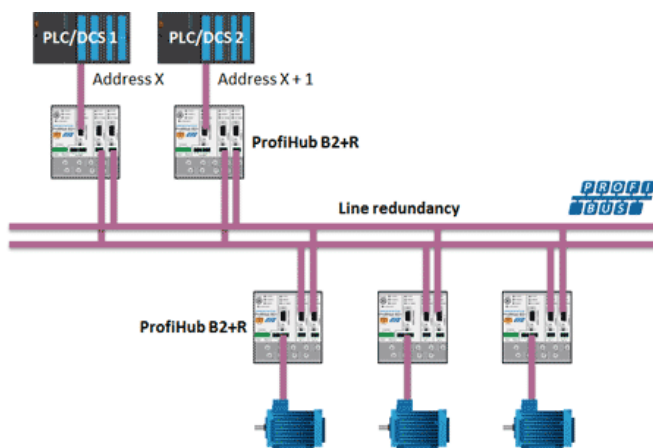 PLC/DCS 1
PLC/DCS 2
Address X
Address X + 1
ProfiHub B2+R
PROFI
BUS
Line redundancy
ProfiHub B2+R